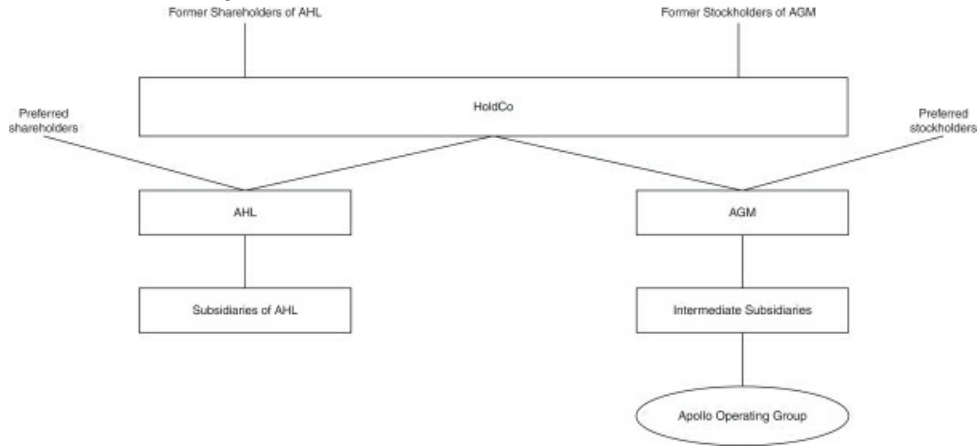 Former Shareholders of AHL
Former Stockholders of AGM
HoldCo
Preferred
shareholders
Preferred
stockholders
AHL
AGM
Subsidiaries of AHL
Intermediate Subsidiaries
Apollo Operating Group